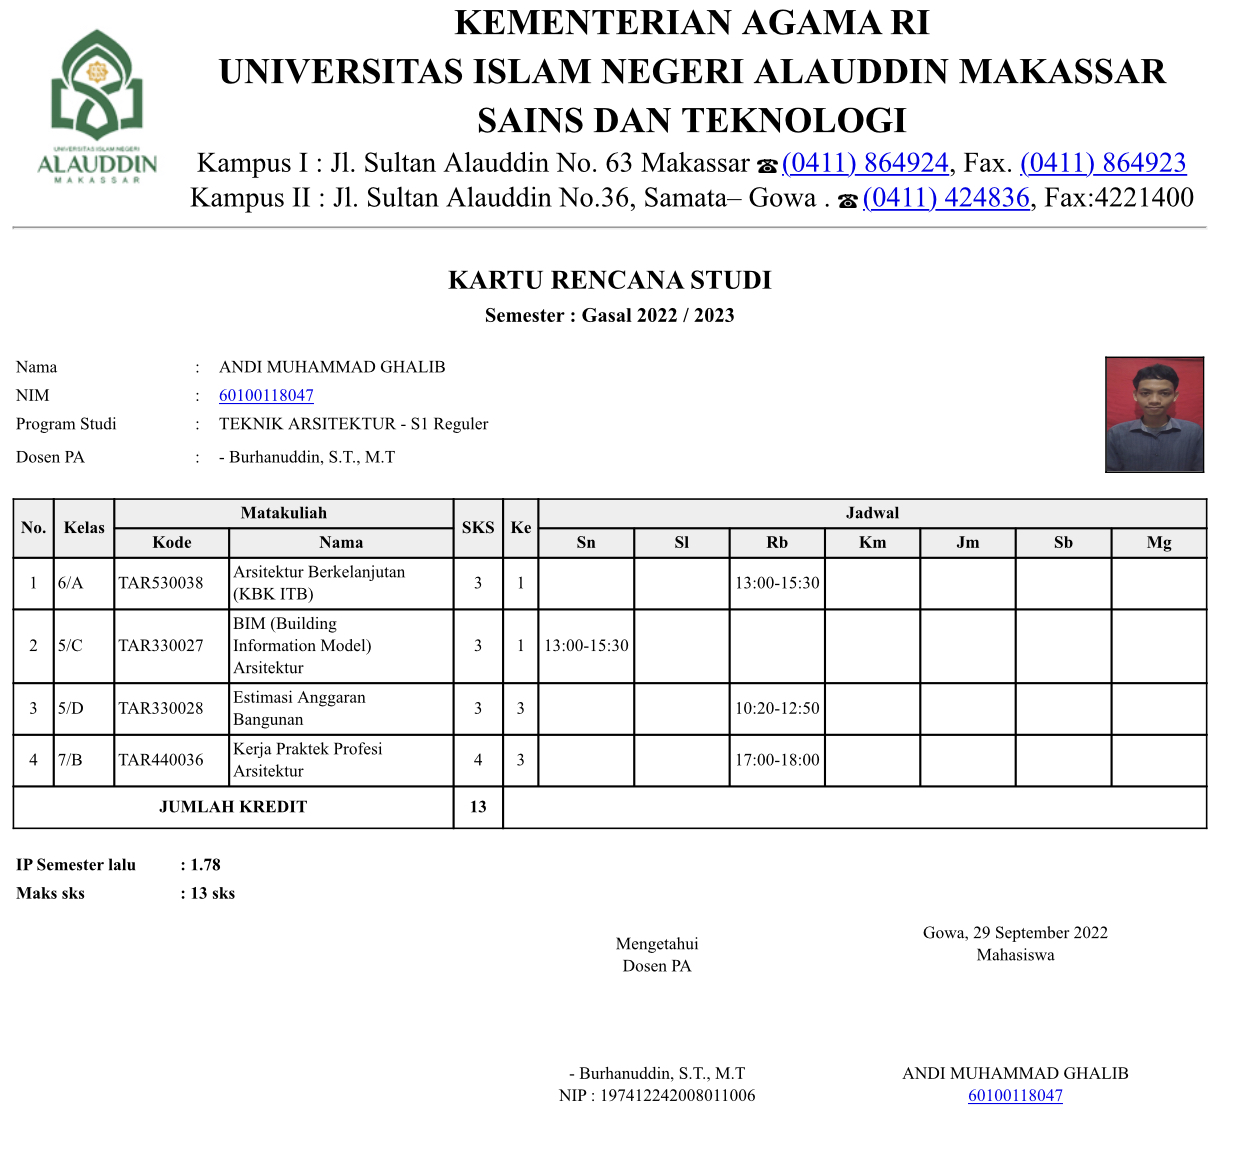 KEMENTERIAN AGAMA RI
UNIVERSITAS ISLAM NEGERI ALAUDDIN MAKASSAR
SAINS DAN TEKNOLOGI
Kampus I : Jl. Sultan Alauddin No. 63 Makassar ☎ (0411) 864924, Fax. (0411) 864923
Kampus II : Jl. Sultan Alauddin No.36, Samata– Gowa . ☎ (0411) 424836, Fax:4221400
UNIVERSITAS ISLAM NEGERI
ALAUDDIN
MAKASSAR
KARTU RENCANA STUDI
Semester : Gasal 2022 / 2023
Nama : ANDI MUHAMMAD GHALIB
NIM : 60100118047
Program Studi : TEKNIK ARSITEKTUR - S1 Reguler
Dosen PA : - Burhanuddin, S.T., M.T
No. Kelas Matakuliah SKS Ke Jadwal
Kode Nama Sn Sl Rb Km Jm Sb Mg
1 6/A TAR530038 Arsitektur Berkelanjutan (KBK ITB) 3 1 13:00-15:30
2 5/C TAR330027 BIM (Building Information Model) Arsitektur 3 1 13:00-15:30
3 5/D TAR330028 Estimasi Anggaran Bangunan 3 3 10:20-12:50
4 7/B TAR440036 Kerja Praktek Profesi Arsitektur 4 3 17:00-18:00
JUMLAH KREDIT 13
IP Semester lalu : 1.78
Maks sks : 13 sks
Mengetahui
Dosen PA
- Burhanuddin, S.T., M.T
NIP : 197412242008011006
Gowa, 29 September 2022
Mahasiswa
ANDI MUHAMMAD GHALIB
60100118047